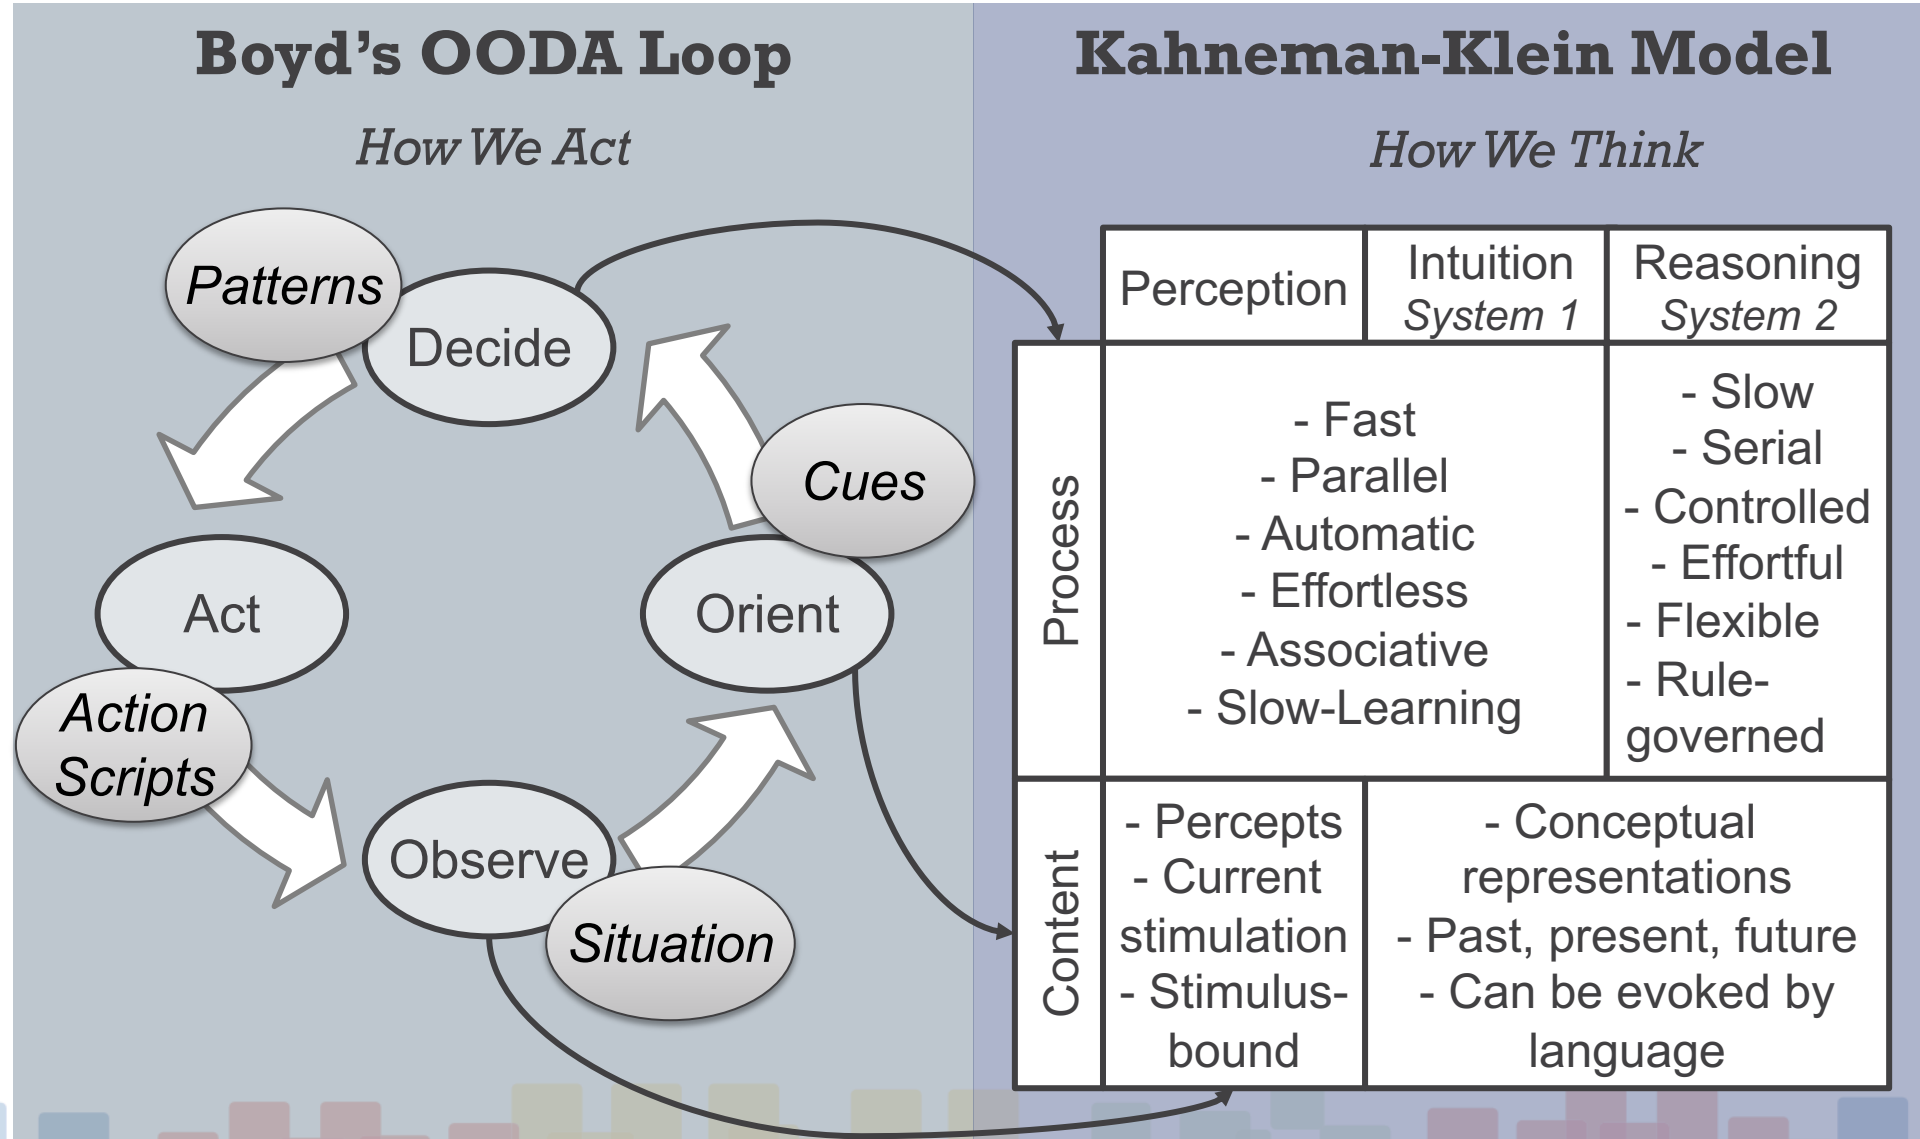 Boyd's OODA Loop
How We Act
Patterns
Decide
Cues
Act
Orient
Action
Scripts
Observe
Situation
Kahneman-Klein Model
How We Think
Perception
Intuition
System 1
Reasoning
System 2
Process
- Fast
- Parallel
- Automatic
- Effortless
- Associative
- Slow-Learning
- Slow
- Serial
- Controlled
- Effortful
- Flexible
- Rule-
governed
Content
- Percepts
- Current
stimulation
- Stimulus-
bound
- Conceptual
representations
- Past, present, future
- Can be evoked by
language